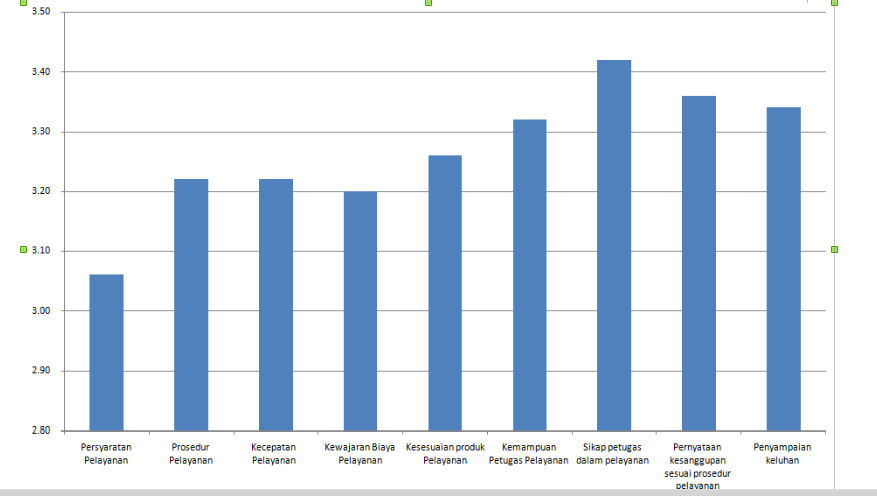 3.50
3.40
3.30
3.20
3.10
3.00
2.90
2.80
Persyaratan
Pelayanan
Prosedur
Pelayanan
Kecepatan
Pelayanan
Kewajaran Biaya
Pelayanan
Kesesuaian produk
Pelayanan
Kemampuan
Petugas Pelayanan
Sikap petugas
dalam pelayanan
Pernyataan
kesanggupan
sesuai prosedur
pelayanan
Penyampaian
keluhan